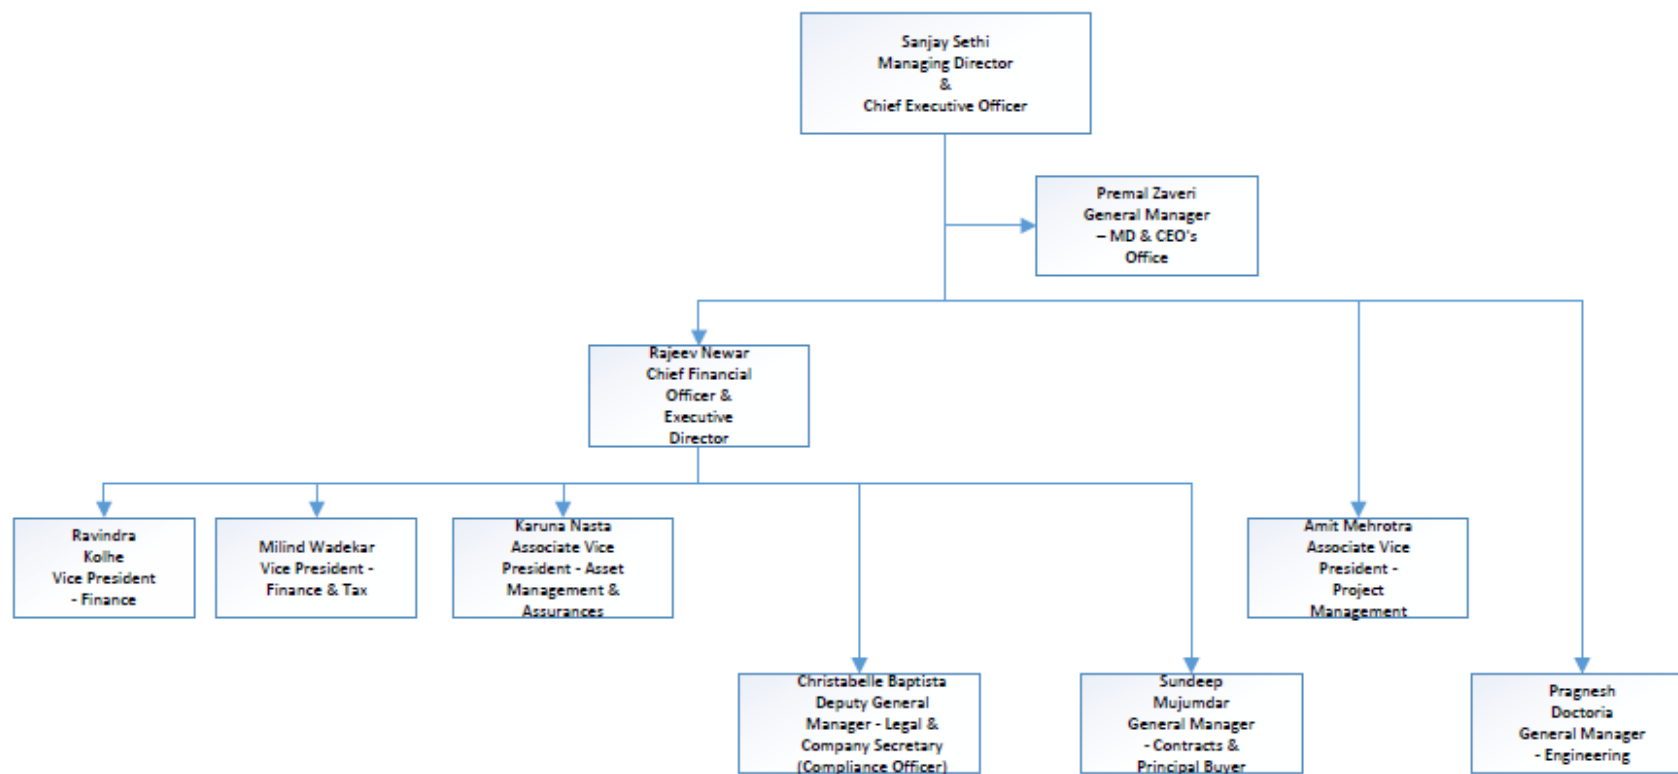 Sanjay Sethi
Managing Director
&
Chief Executive Officer
Premal Zaveri
General Manager
– MD & CEO's
Office
Rajeev Newar
Chief Financial
Officer &
Executive
Director
Ravindra
Kolhe
Vice President
- Finance
Milind Wadekar
Vice President -
Finance & Tax
Karuna Nasta
Associate Vice
President - Asset
Management &
Assurances
Amit Mehrotra
Associate Vice
President -
Project
Management
Christabelle Baptista
Deputy General
Manager - Legal &
Company Secretary
(Compliance Officer)
Sundeep
Mujumdar
General Manager
- Contracts &
Principal Buyer
Pragnesh
Doctoria
General Manager
- Engineering